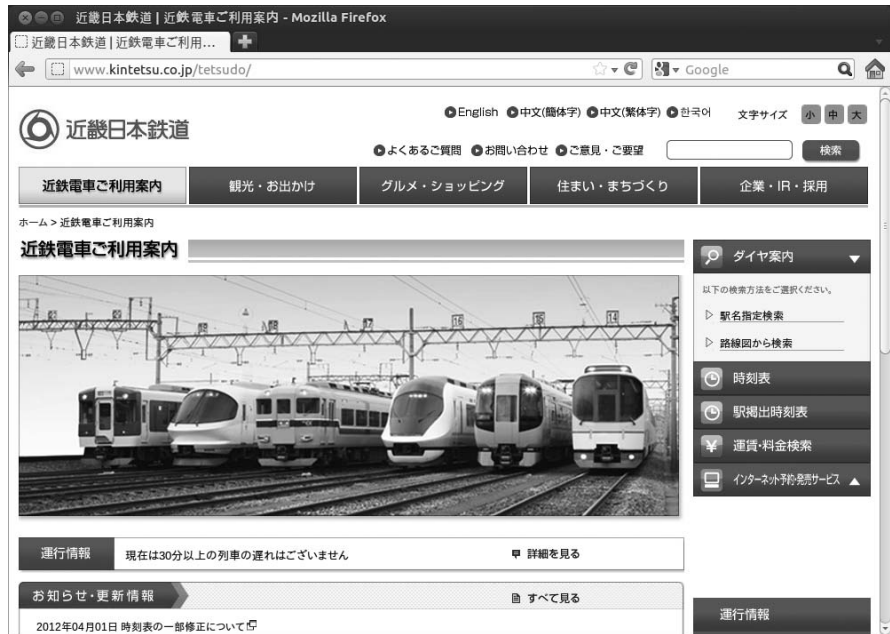 近畿日本鉄道 | 近鉄電車ご利用案内 - Mozilla Firefox
近畿日本鉄道 | 近鉄電車ご利用...
www.kintetsu.co.jp/tetsudo/
Google
近畿日本鉄道
English 中文(簡体字) 中文(繁体字) 한국어 文字サイズ 小 中 大
よくあるご質問 お問い合わせ ご意見・ご要望 検索
近鉄電車ご利用案内 観光・お出かけ グルメ・ショッピング 住まい・まちづくり 企業・IR・採用
ホーム > 近鉄電車ご利用案内
近鉄電車ご利用案内
17 16 15 14
ダイヤ案内
以下の検索方法をご選択ください。
駅名指定検索
路線図から検索
時刻表
駅掲出時刻表
¥ 運賃・料金検索
インターネット予約・発売サービス
運行情報 現在は30分以上の列車の遅れはございません 詳細を見る
お知らせ・更新情報 すべて見る
2012年04月01日 時刻表の一部修正について
運行情報